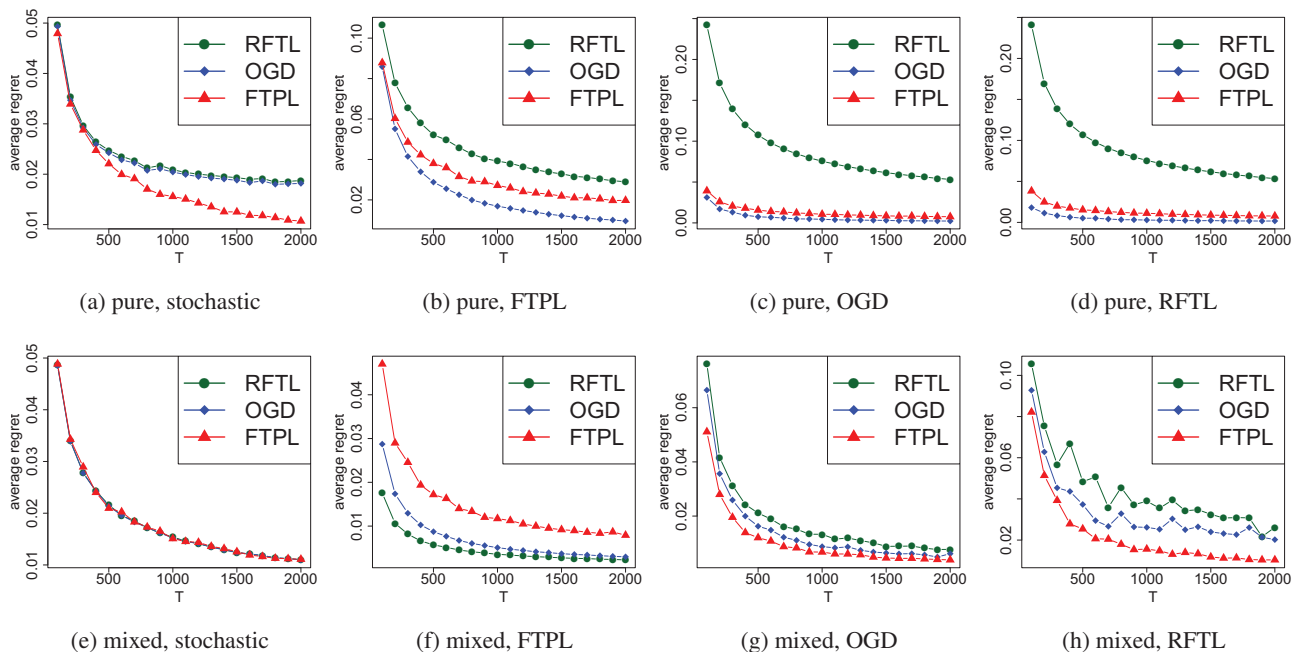 average regret
0.01 0.02 0.03 0.04 0.05
RFTL
OGD
FTPL
500 1000 1500 2000
T
(a) pure, stochastic
average regret
0.02 0.06 0.10
RFTL
OGD
FTPL
500 1000 1500 2000
T
(b) pure, FTPL
average regret
0.00 0.10 0.20
RFTL
OGD
FTPL
500 1000 1500 2000
T
(c) pure, OGD
average regret
0.00 0.10 0.20
RFTL
OGD
FTPL
500 1000 1500 2000
T
(d) pure, RFTL
average regret
0.01 0.02 0.03 0.04 0.05
RFTL
OGD
FTPL
500 1000 1500 2000
T
(e) mixed, stochastic
average regret
0.01 0.02 0.03 0.04
RFTL
OGD
FTPL
500 1000 1500 2000
T
(f) mixed, FTPL
average regret
0.02 0.04 0.06
RFTL
OGD
FTPL
500 1000 1500 2000
T
(g) mixed, OGD
average regret
0.02 0.06 0.10
RFTL
OGD
FTPL
500 1000 1500 2000
T
(h) mixed, RFTL